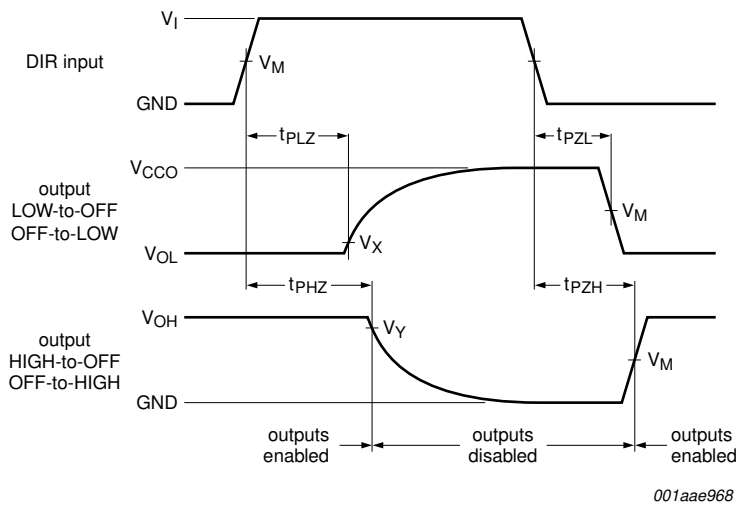 V_I
DIR input
V_M
GND
t_PLZ
t_PZL
V_CCO
output
LOW-to-OFF
OFF-to-LOW
V_M
V_X
V_OL
t_PHZ
t_PZH
V_OH
V_Y
output
HIGH-to-OFF
OFF-to-HIGH
V_M
GND
outputs
enabled
outputs
disabled
outputs
enabled
001aae968